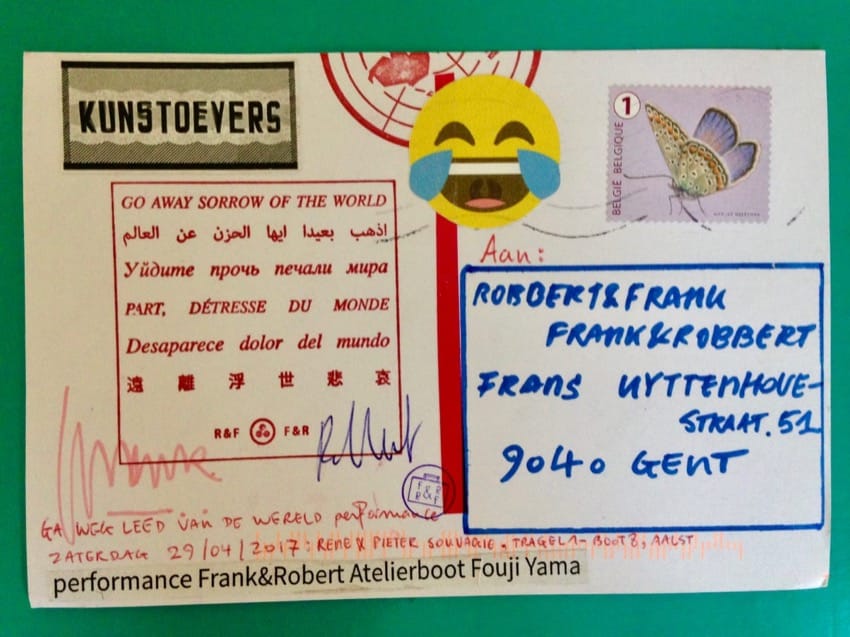 KUNSTOEVERS
1
BELGIË BELGIQUE
GO AWAY SORROW OF THE WORLD
اذهب بعيدا ايها الحزن عن العالم
Уйдите прочь печали мира
PART, DÉTRESSE DU MONDE
Desaparece dolor del mundo
遠離浮世悲哀
R&F F&R
Aan:
ROBBERT&FRANK
FRANK&ROBBERT
FRANS UYTTENHOVE-
STRAAT. 51
9040 GENT
GA WEG LEED VAN DE WERELD performance
ZATERDAG 29/04/2017: RENE & PIETER SOUVAGIE, TRAGEL 1-BOOT 8, AALST
performance Frank&Robert Atelierboot Fouji Yama